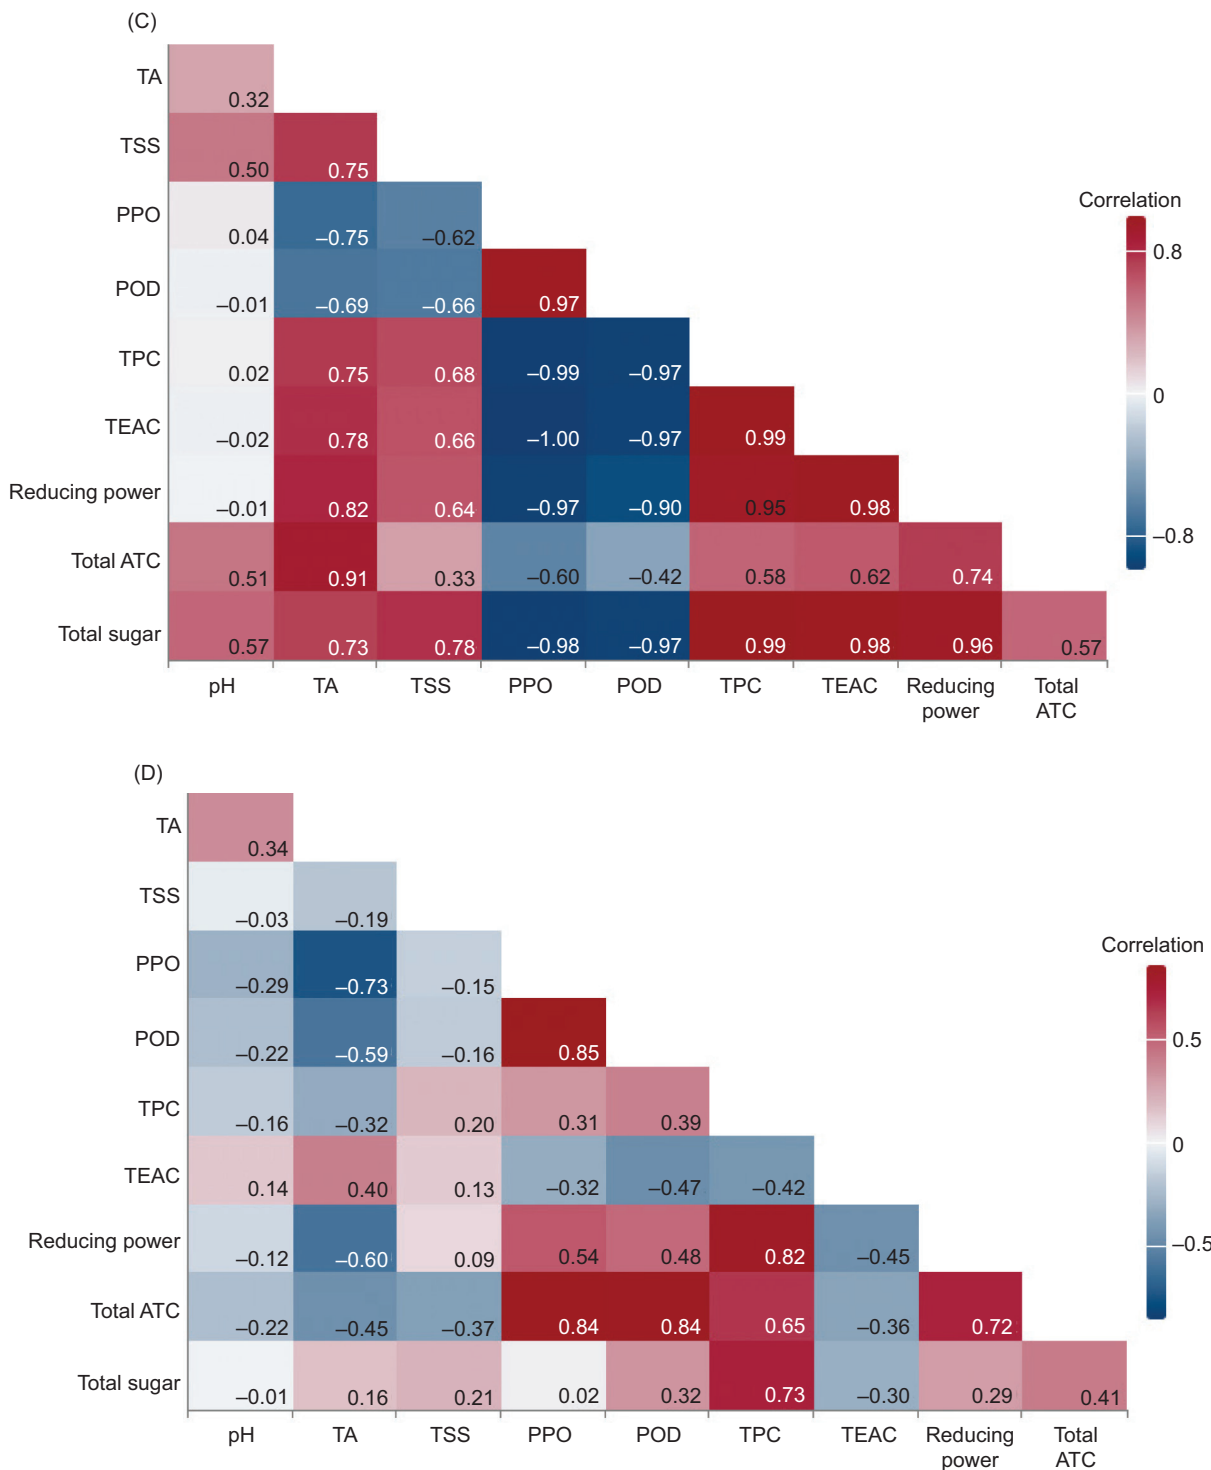 (C)
TA
0.32
TSS
0.50 0.75
PPO
0.04 –0.75 –0.62
POD
–0.01 –0.69 –0.66 0.97
TPC
0.02 0.75 0.68 –0.99 –0.97
TEAC
–0.02 0.78 0.66 –1.00 –0.97 0.99
Reducing power
–0.01 0.82 0.64 –0.97 –0.90 0.95 0.98
Total ATC
0.51 0.91 0.33 –0.60 –0.42 0.58 0.62 0.74
Total sugar
0.57 0.73 0.78 –0.98 –0.97 0.99 0.98 0.96 0.57
pH TA TSS PPO POD TPC TEAC Reducing power Total ATC
Correlation
0.8
0
–0.8
(D)
TA
0.34
TSS
–0.03 –0.19
PPO
–0.29 –0.73 –0.15
POD
–0.22 –0.59 –0.16 0.85
TPC
–0.16 –0.32 0.20 0.31 0.39
TEAC
0.14 0.40 0.13 –0.32 –0.47 –0.42
Reducing power
–0.12 –0.60 0.09 0.54 0.48 0.82 –0.45
Total ATC
–0.22 –0.45 –0.37 0.84 0.84 0.65 –0.36 0.72
Total sugar
–0.01 0.16 0.21 0.02 0.32 0.73 –0.30 0.29 0.41
pH TA TSS PPO POD TPC TEAC Reducing power Total ATC
Correlation
0.5
0
–0.5